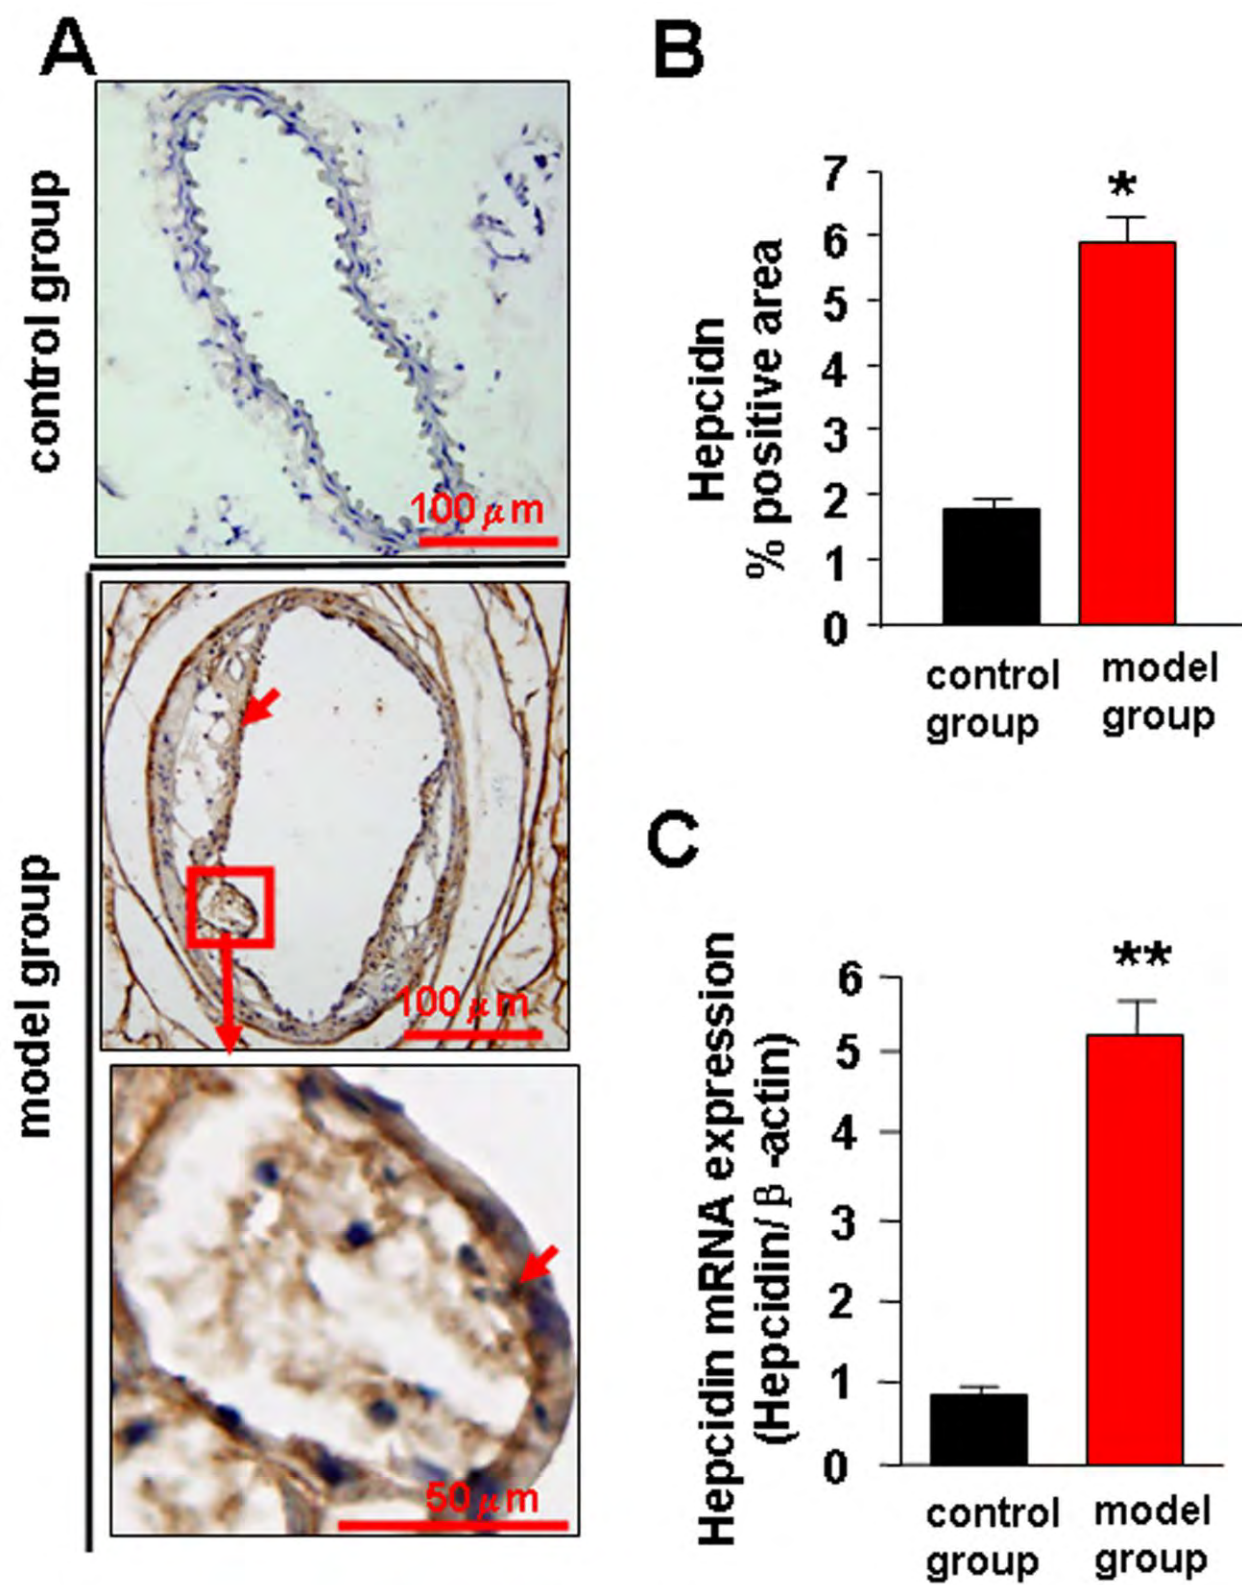 A
control group
100 μm
model group
100 μm
50 μm
B
Hepcidn
% positive area
7
6
5
4
3
2
1
0
*
control
group
model
group
C
Hepcidin mRNA expression
(Hepcidin/ β -actin)
6
5
4
3
2
1
0
**
control
group
model
group